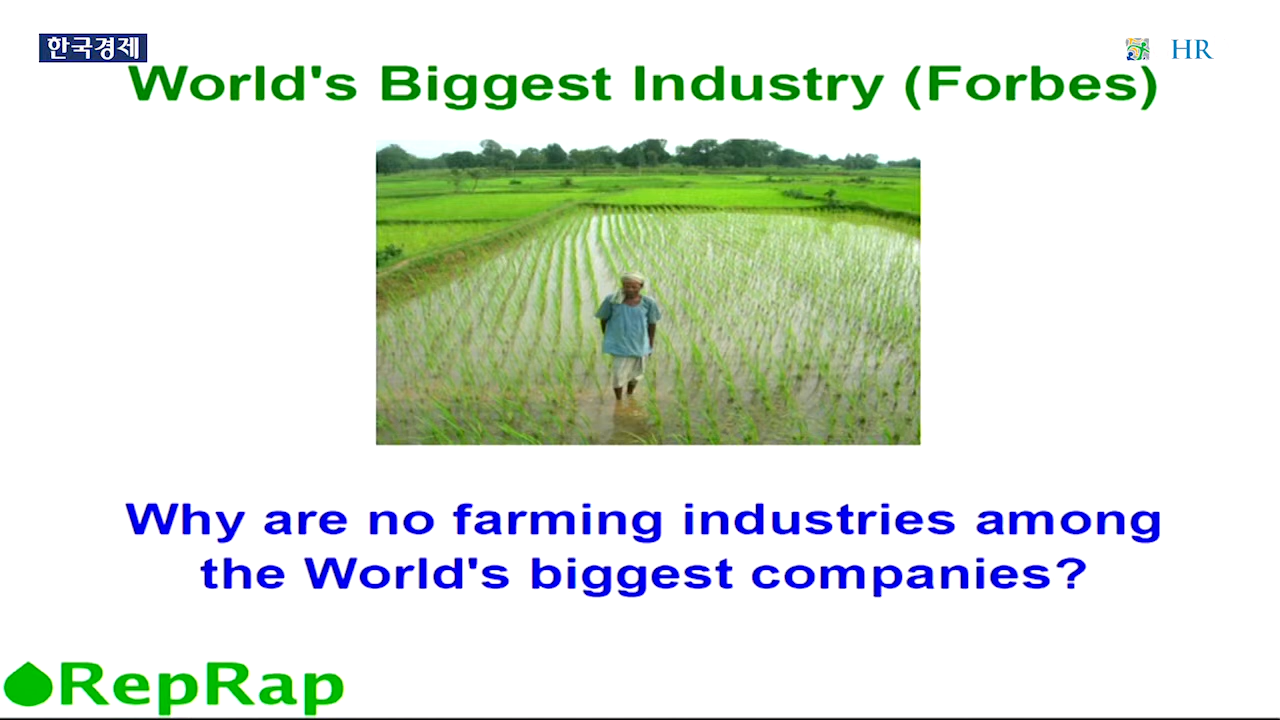 한국경제
HR
World's Biggest Industry (Forbes)
Why are no farming industries among
the World's biggest companies?
RepRap